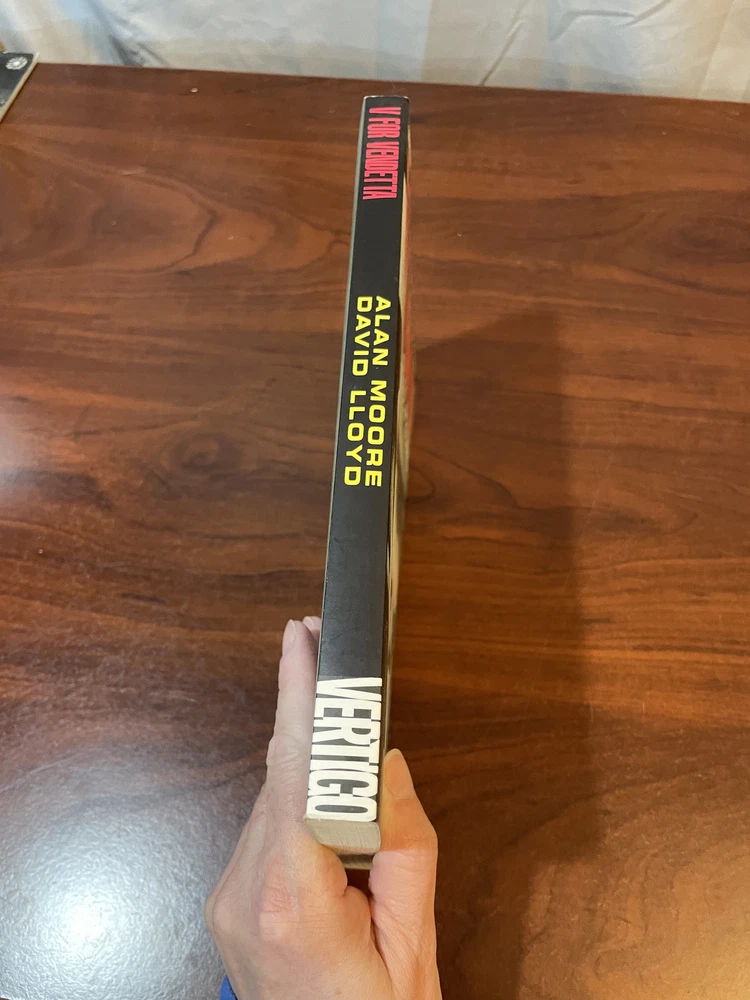 V FOR VENDETTA
ALAN MOORE
DAVID LLOYD
VERTIGO